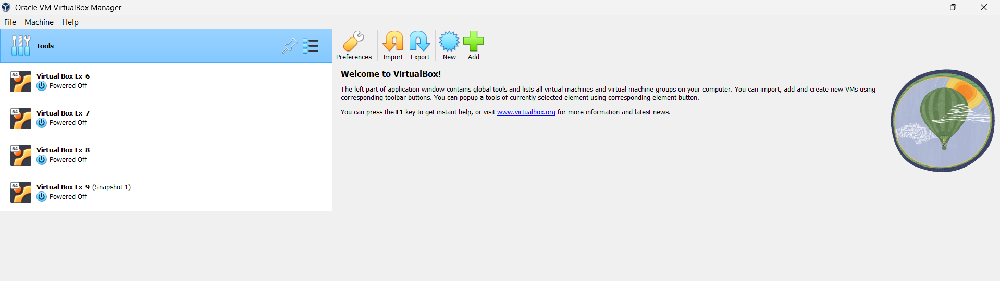 Oracle VM VirtualBox Manager
File Machine Help
Tools
64
Virtual Box Ex-6
Powered Off
64
Virtual Box Ex-7
Powered Off
64
Virtual Box Ex-8
Powered Off
64
Virtual Box Ex-9 (Snapshot 1)
Powered Off
Preferences Import Export New Add
Welcome to VirtualBox!
The left part of application window contains global tools and lists all virtual machines and virtual machine groups on your computer. You can import, add and create new VMs using
corresponding toolbar buttons. You can popup a tools of currently selected element using corresponding element button.
You can press the F1 key to get instant help, or visit www.virtualbox.org for more information and latest news.